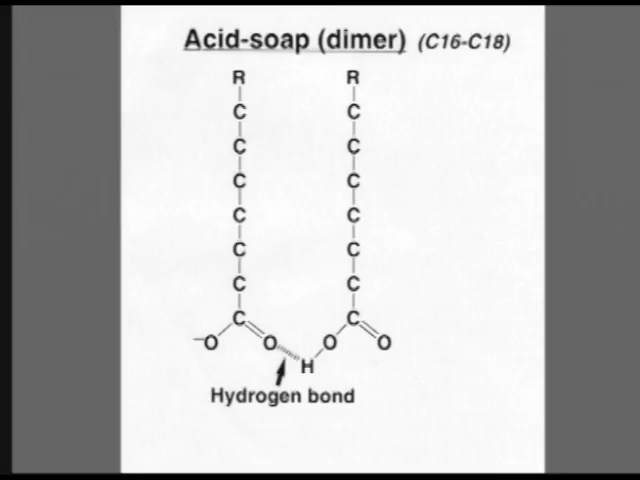 Acid-soap (dimer) (C16-C18)
R R
C C
C C
C C
C C
C C
C C
C C
⁻O O O O
H
Hydrogen bond